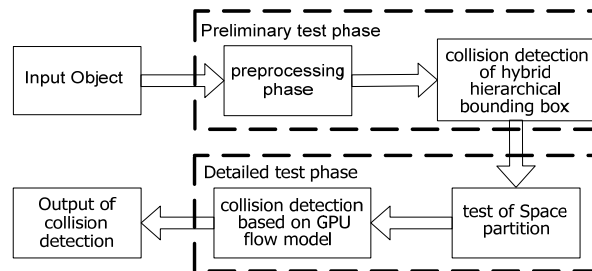 Preliminary test phase
Input Object
preprocessing
phase
collision detection
of hybrid
hierarchical
bounding box
Detailed test phase
test of Space
partition
collision detection
based on GPU
flow model
Output of
collision
detection